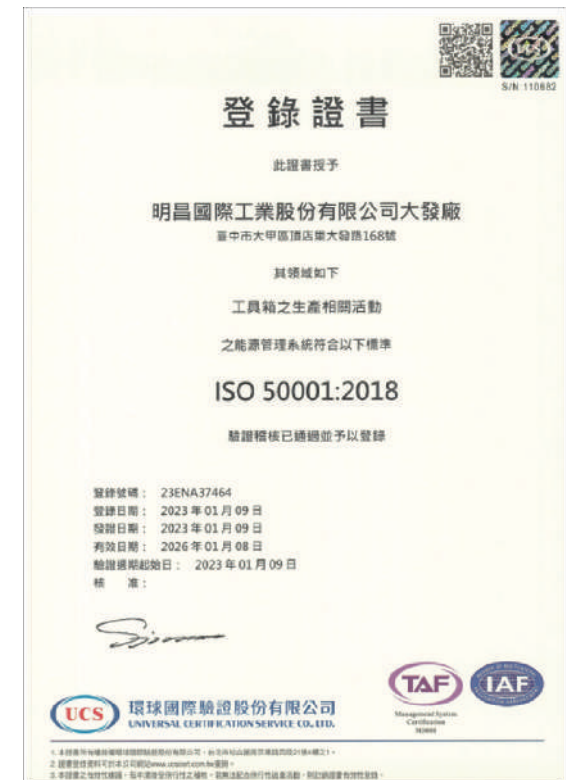 UCS
S/N 110682
登錄證書
此證書授予
明昌國際工業股份有限公司大發廠
臺中市大甲區頂店里大發路168號
其領域如下
工具箱之生產相關活動
之能源管理系統符合以下標準
ISO 50001:2018
驗證稽核已通過並予以登錄
登錄號碼： 23ENA37464
登錄日期： 2023 年 01 月 09 日
發證日期： 2023 年 01 月 09 日
有效日期： 2026 年 01 月 08 日
驗證週期起始日： 2023 年 01 月 09 日
核 准：
TAF
IAF
Management System
Certification
UCS
環球國際驗證股份有限公司
UNIVERSAL CERTIFICATION SERVICE CO., LTD.